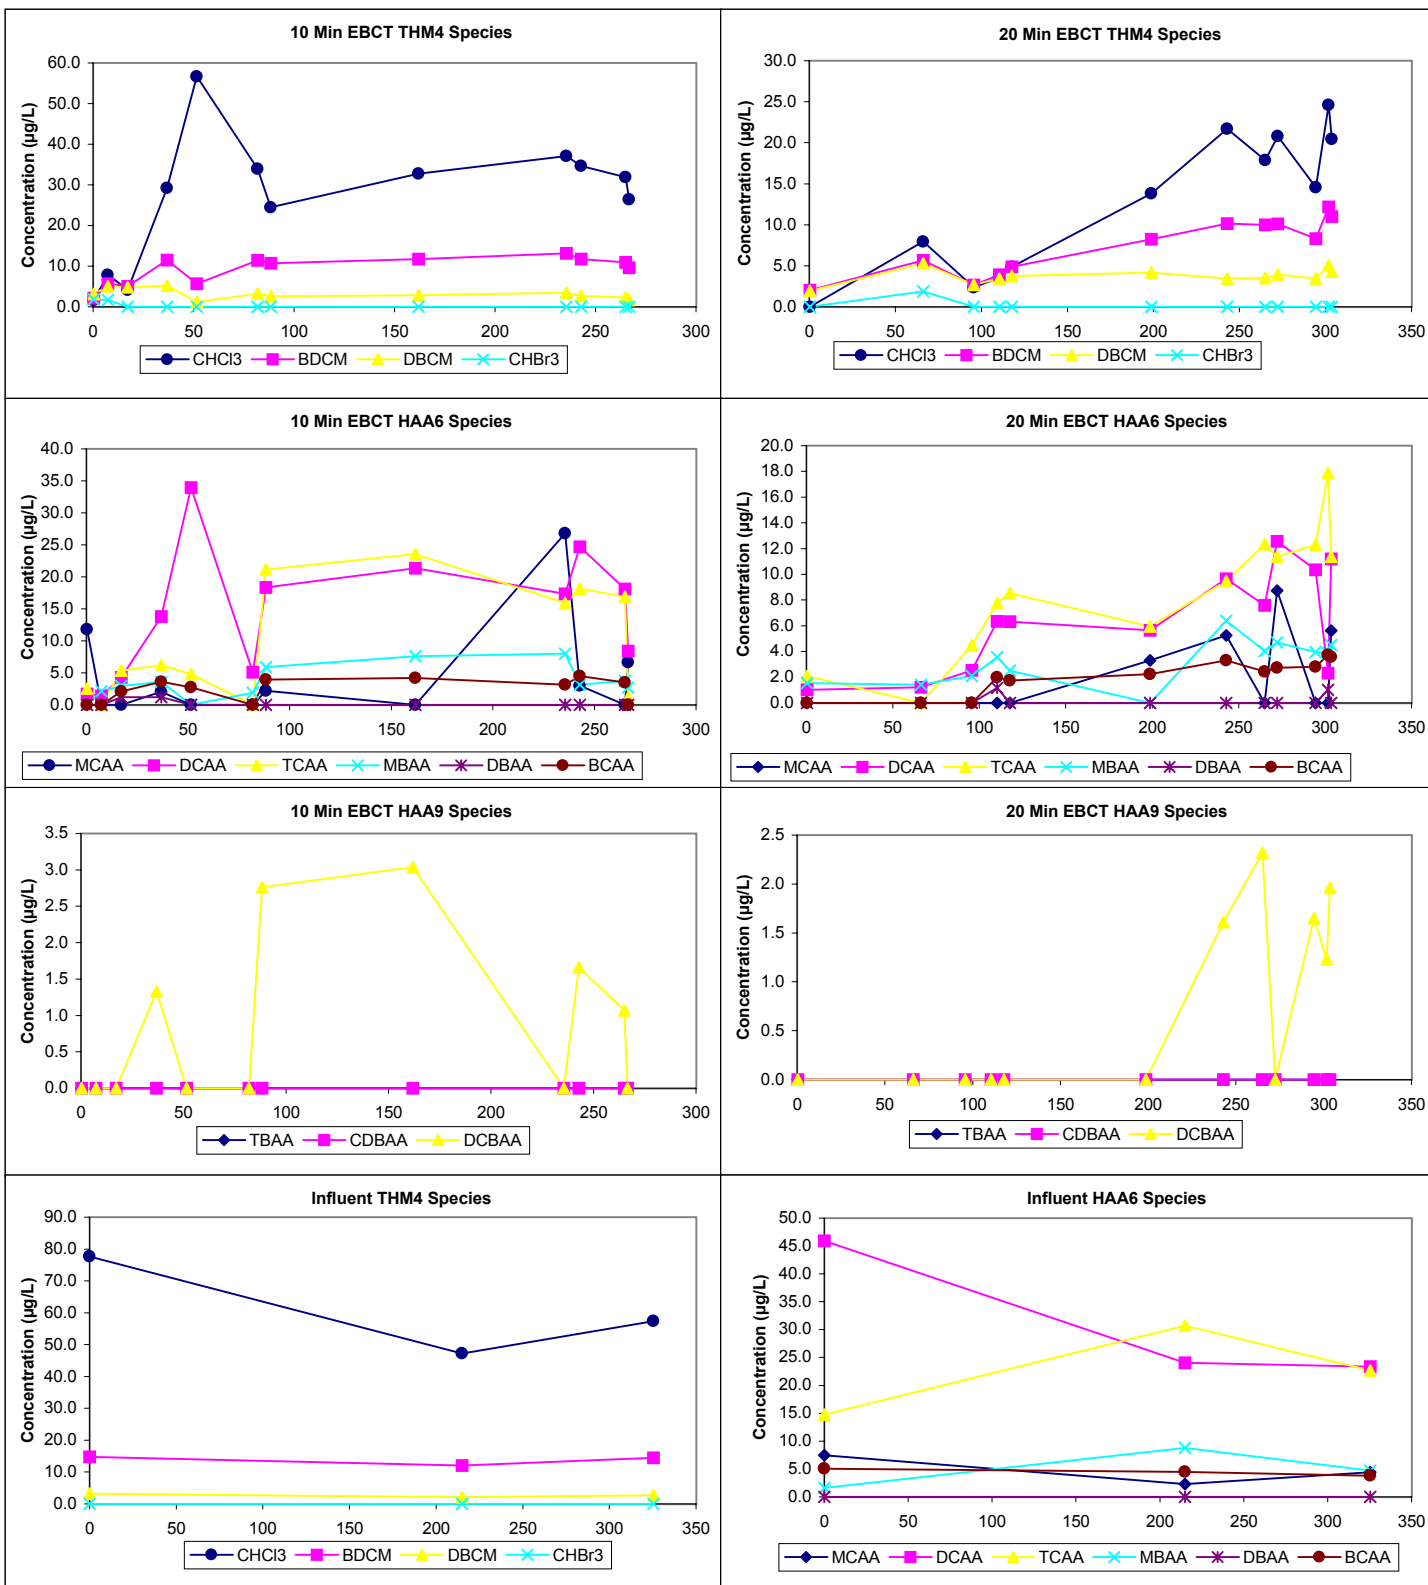 10 Min EBCT THM4 Species
Concentration (µg/L)
60.0
50.0
40.0
30.0
20.0
10.0
0.0
0 50 100 150 200 250 300
CHCl3 BDCM DBCM CHBr3
20 Min EBCT THM4 Species
Concentration (µg/L)
30.0
25.0
20.0
15.0
10.0
5.0
0.0
0 50 100 150 200 250 300 350
CHCl3 BDCM DBCM CHBr3
10 Min EBCT HAA6 Species
Concentration (µg/L)
40.0
35.0
30.0
25.0
20.0
15.0
10.0
5.0
0.0
0 50 100 150 200 250 300
MCAA DCAA TCAA MBAA DBAA BCAA
20 Min EBCT HAA6 Species
Concentration (µg/L)
20.0
18.0
16.0
14.0
12.0
10.0
8.0
6.0
4.0
2.0
0.0
0 50 100 150 200 250 300 350
MCAA DCAA TCAA MBAA DBAA BCAA
10 Min EBCT HAA9 Species
Concentration (µg/L)
3.5
3.0
2.5
2.0
1.5
1.0
0.5
0.0
0 50 100 150 200 250 300
TBAA CDBAA DCBAA
20 Min EBCT HAA9 Species
Concentration (µg/L)
2.5
2.0
1.5
1.0
0.5
0.0
0 50 100 150 200 250 300 350
TBAA CDBAA DCBAA
Influent THM4 Species
Concentration (µg/L)
90.0
80.0
70.0
60.0
50.0
40.0
30.0
20.0
10.0
0.0
0 50 100 150 200 250 300 350
CHCl3 BDCM DBCM CHBr3
Influent HAA6 Species
Concentration (µg/L)
50.0
45.0
40.0
35.0
30.0
25.0
20.0
15.0
10.0
5.0
0.0
0 50 100 150 200 250 300 350
MCAA DCAA TCAA MBAA DBAA BCAA